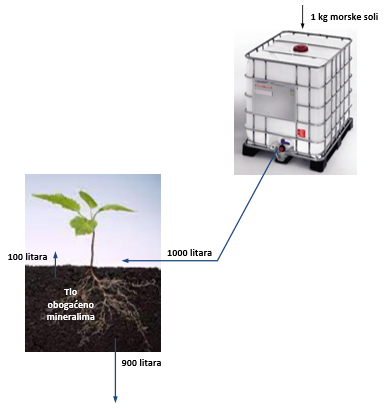 1 kg morske soli
1000 litara
100 litara
Tlo
obogaćeno
mineralima
900 litara